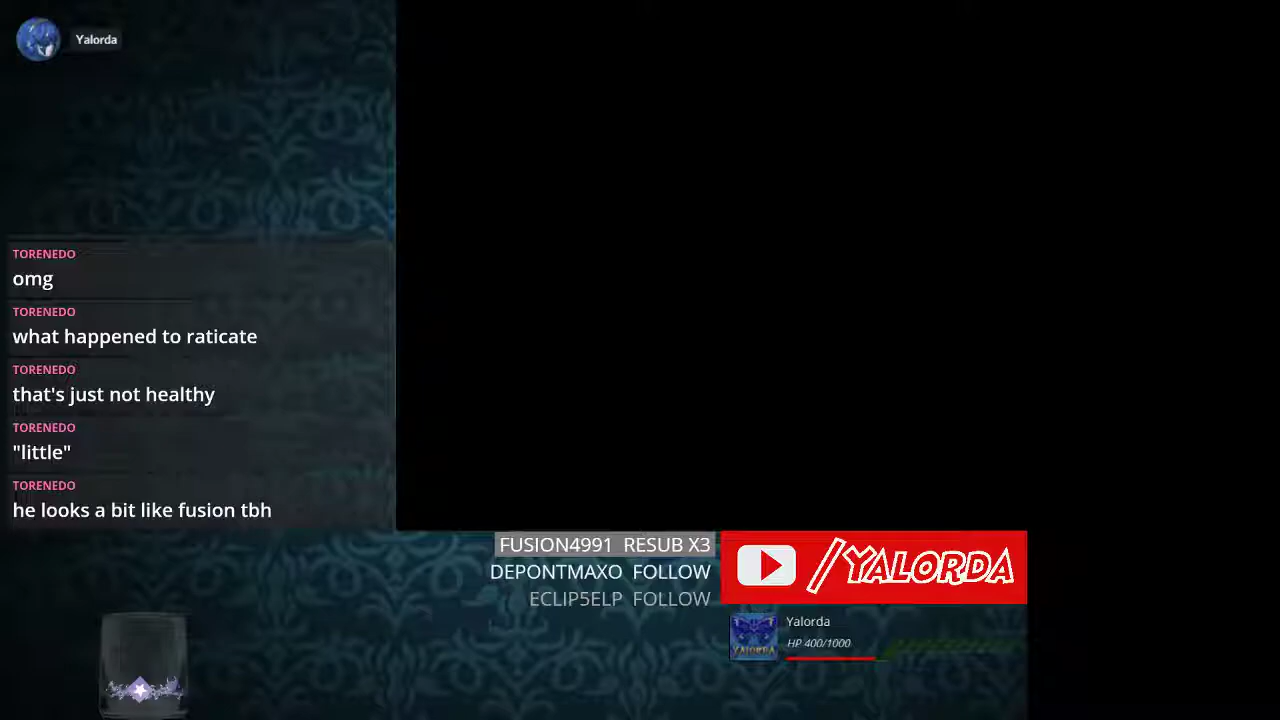 Yalorda
TORENEDO
omg
TORENEDO
what happened to raticate
TORENEDO
that's just not healthy
TORENEDO
"little"
TORENEDO
he looks a bit like fusion tbh
FUSION4991 RESUB X3
DEPONTMAXO FOLLOW
ECLIP5ELP FOLLOW
/YALORDA
Yalorda
HP 400/1000
YALORDA